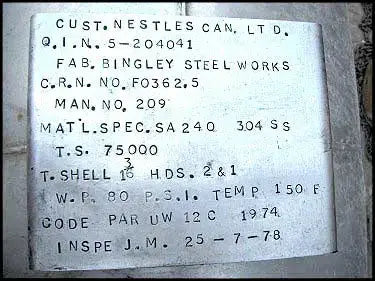 CUST. NESTLES CAN. LTD.
Q.I.N. 5-204041
FAB. BINGLEY STEEL WORKS
C.R.N. NO. F0362.5
MAN. NO. 209
MAT'L. SPEC. SA 240 304 SS
T.S. 75000
T. SHELL 3/16 HDS. 2 & 1
W.P. 80 P.S.I. TEMP 150 F
CODE PAR UW 12C 1974
INSPE J.M. 25-7-78